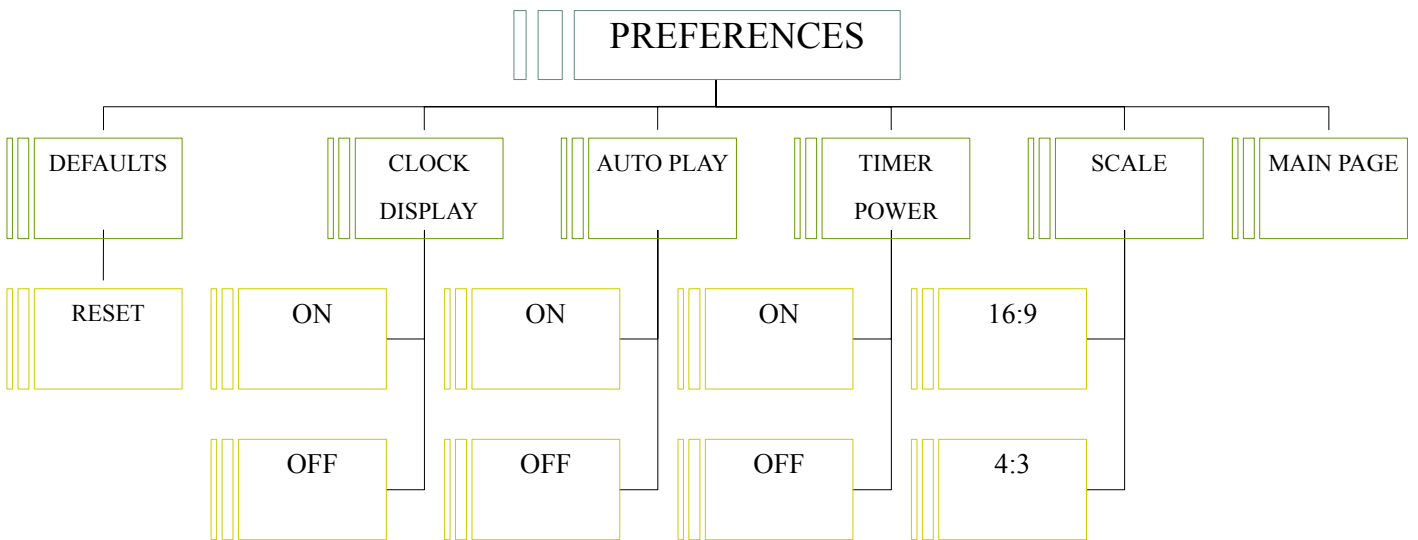 PREFERENCES
DEFAULTS
CLOCK
DISPLAY
AUTO PLAY
TIMER
POWER
SCALE
MAIN PAGE
RESET
ON
ON
ON
16:9
OFF
OFF
OFF
4:3